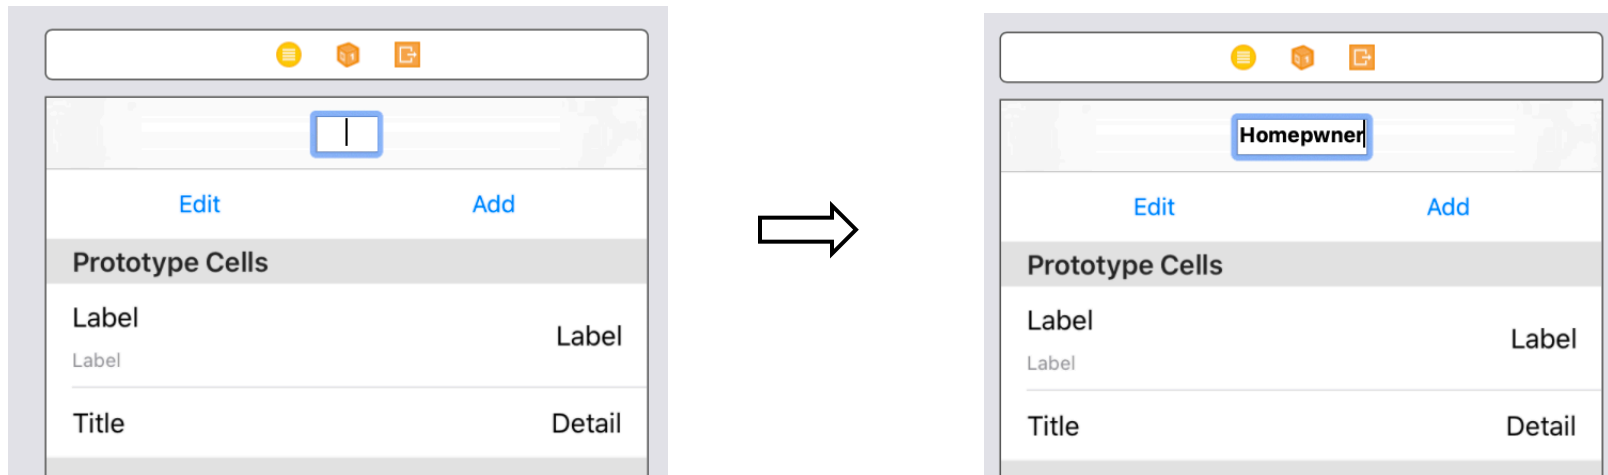 Edit Add
Prototype Cells
Label
Label
Label
Title Detail
Homepwner
Edit Add
Prototype Cells
Label
Label
Label
Title Detail